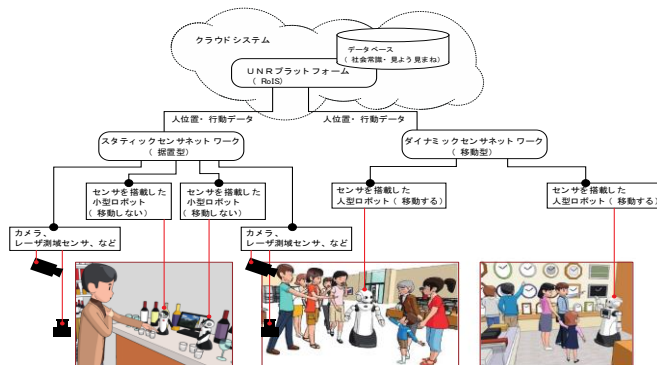 クラウドシステム
データベース
(社会常識・見よう見まね)
UNRプラットフォーム
(RoIS)
人位置・行動データ
人位置・行動データ
スタティックセンサネットワーク
(据置型)
ダイナミックセンサネットワーク
(移動型)
センサを搭載した
小型ロボット
(移動しない)
センサを搭載した
小型ロボット
(移動しない)
センサを搭載した
人型ロボット(移動する)
センサを搭載した
人型ロボット(移動する)
カメラ、
レーザ測域センサ、など
カメラ、
レーザ測域センサ、など